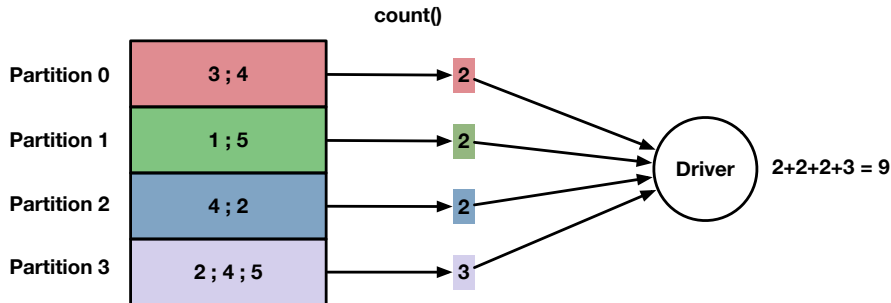 count()
Partition 0
3 ; 4
2
Partition 1
1 ; 5
2
Driver
2+2+2+3 = 9
Partition 2
4 ; 2
2
Partition 3
2 ; 4 ; 5
3